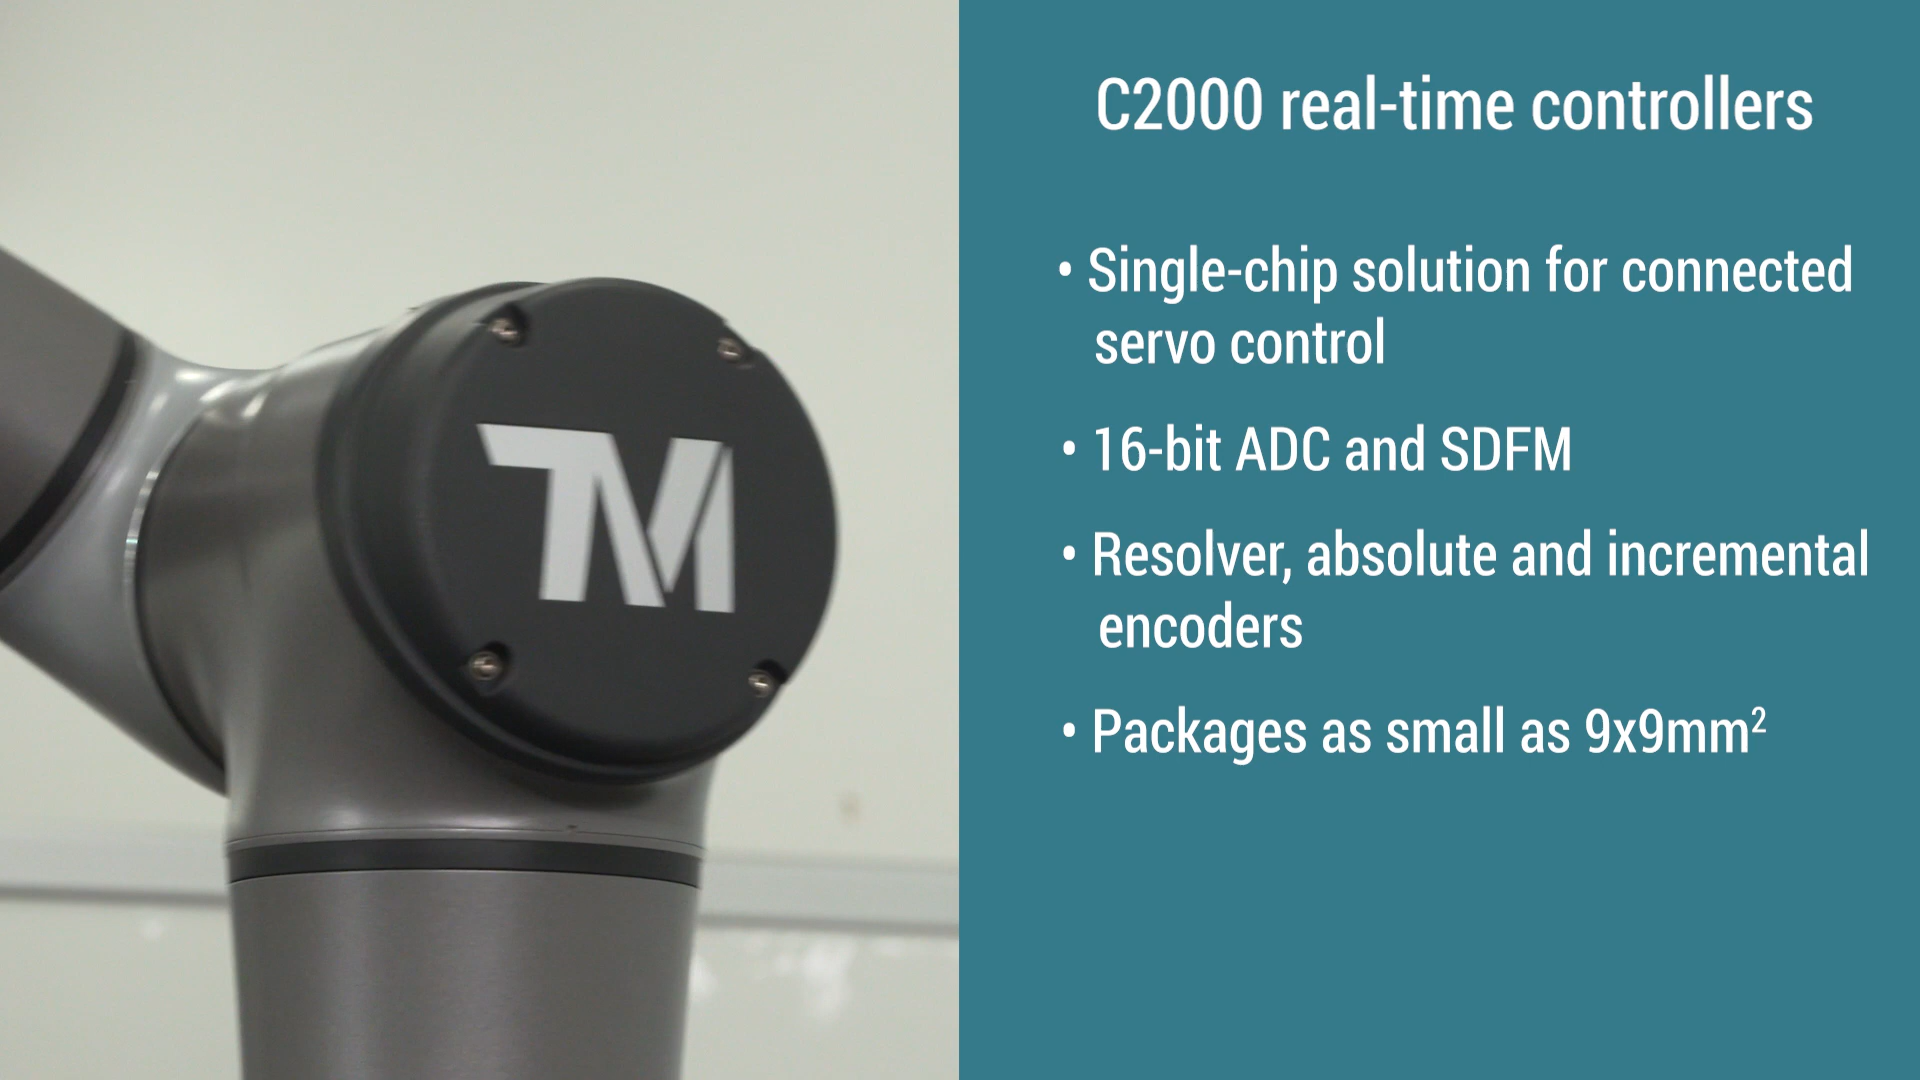 TM
C2000 real-time controllers
• Single-chip solution for connected
servo control
• 16-bit ADC and SDFM
• Resolver, absolute and incremental
encoders
• Packages as small as 9x9mm²